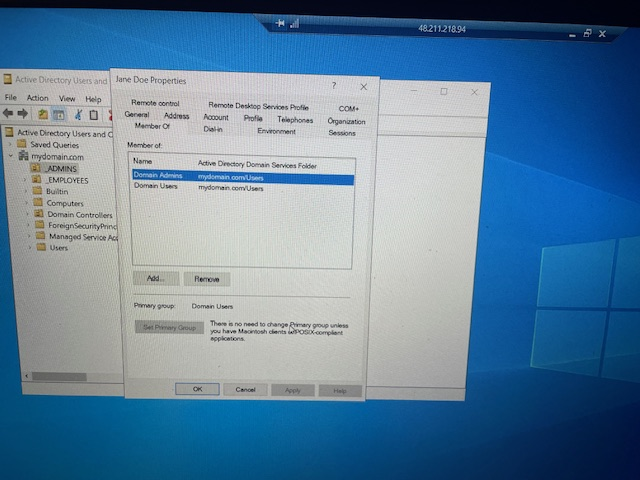 48.211.218.94
Active Directory Users and
File Action View Help
Active Directory Users and C
Saved Queries
mydomain.com
_ADMINS
_EMPLOYEES
Builtin
Computers
Domain Controllers
ForeignSecurityPrinc
Managed Service Acc
Users
Jane Doe Properties
?
Remote control Remote Desktop Services Profile COM+
General Address Account Profile Telephones Organization
Member Of Dial-in Environment Sessions
Member of:
Name Active Directory Domain Services Folder
Domain Admins mydomain.com/Users
Domain Users mydomain.com/Users
Add... Remove
Primary group: Domain Users
Set Primary Group
There is no need to change Primary group unless
you have Macintosh clients or POSIX-compliant
applications.
OK Cancel Apply Help